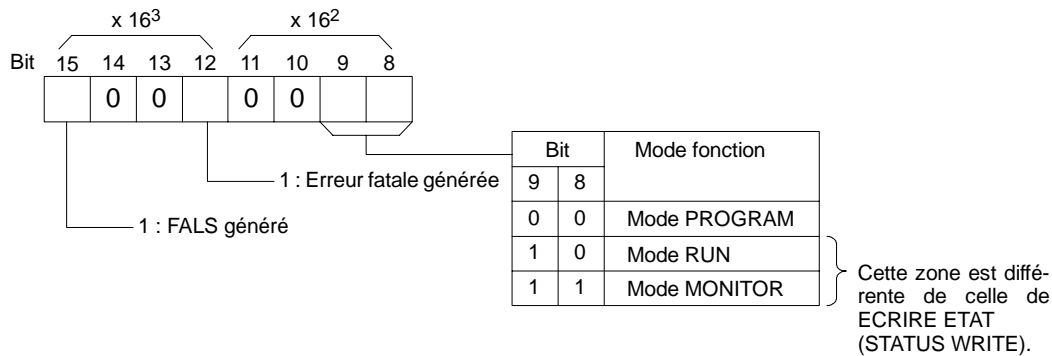 x 16³ x 16²
Bit 15 14 13 12 11 10 9 8
0 0 0 0
Bit Mode fonction
9 8
1 : Erreur fatale générée
0 0 Mode PROGRAM
1 : FALS généré
1 0 Mode RUN
1 1 Mode MONITOR
Cette zone est diffé-
rente de celle de
ECRIRE ETAT
(STATUS WRITE).